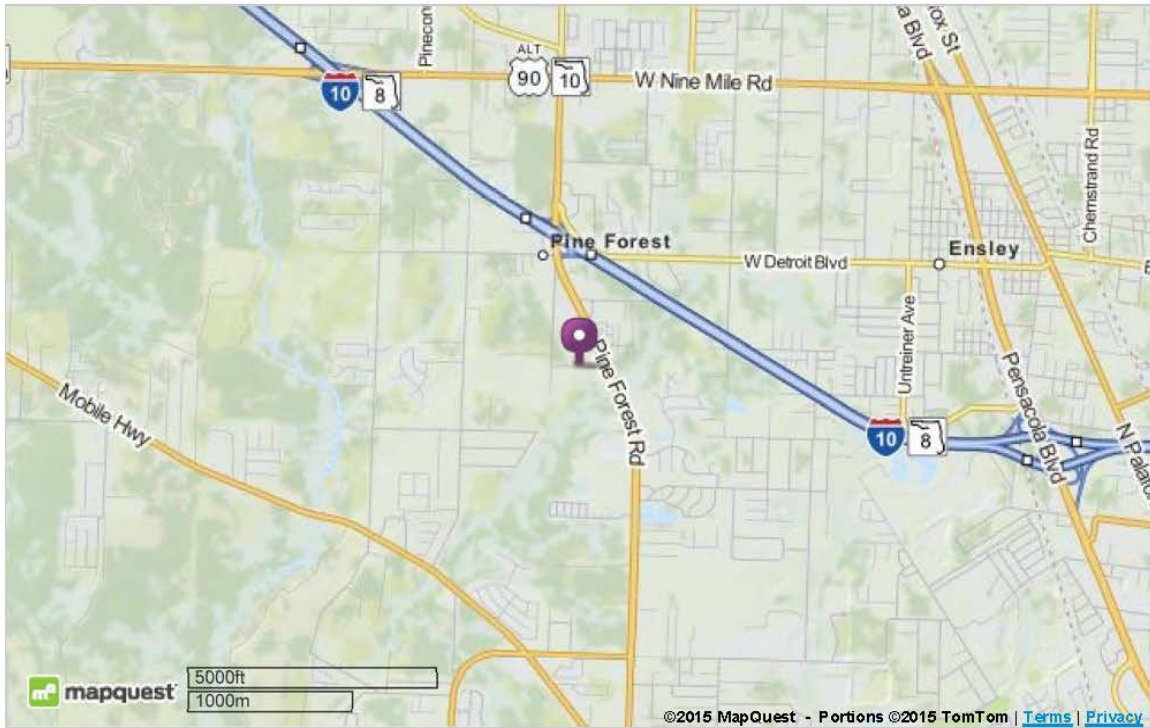 Pinecon
ALT
90
10
10
8
W Nine Mile Rd
a Blvd
ox St
Chemstrand Rd
Pine Forest
W Detroit Blvd
Ensley
E
Untreiner Ave
Pine Forest Rd
Mobile Hwy
10
8
Pensacola Blvd
N Palafo
mapquest
5000ft
1000m
©2015 MapQuest - Portions ©2015 TomTom | Terms | Privacy